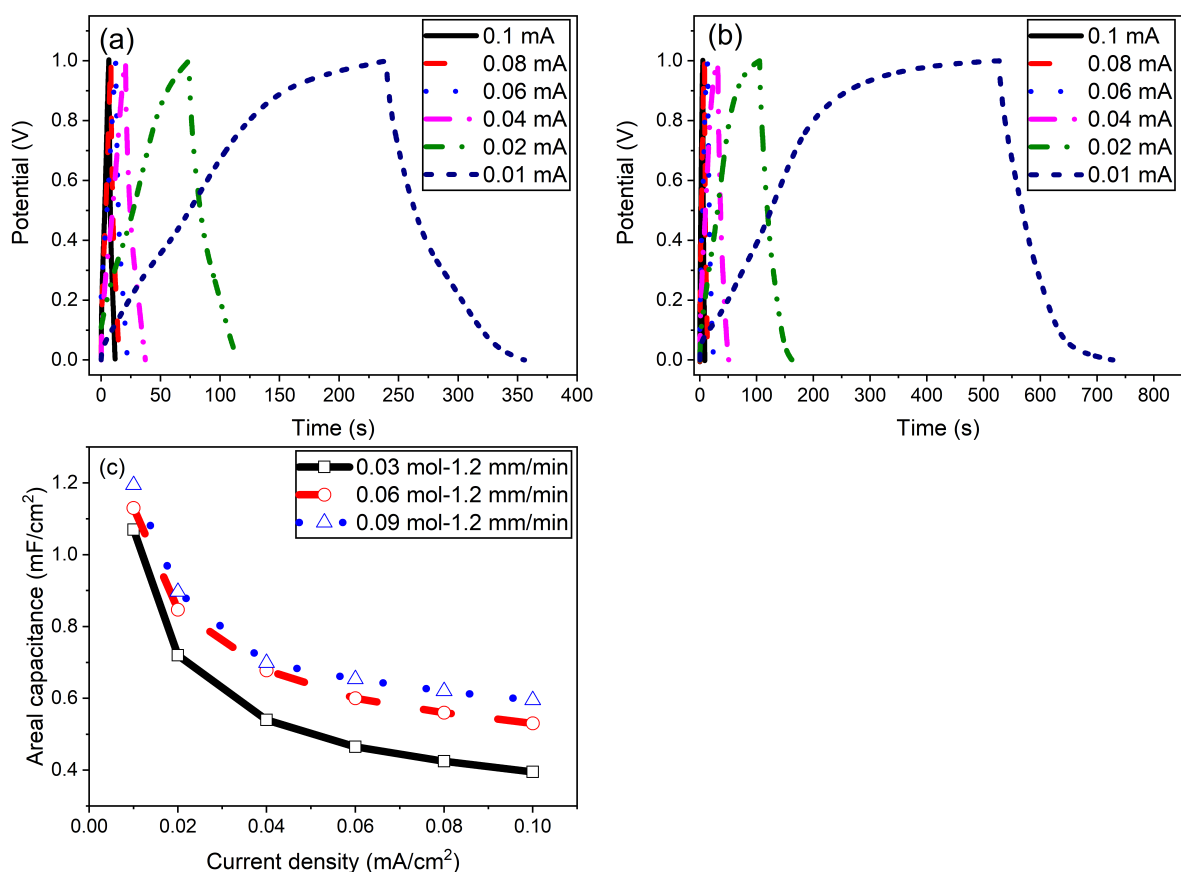 (a)
0.1 mA
0.08 mA
0.06 mA
0.04 mA
0.02 mA
0.01 mA
1.0
0.8
0.6
0.4
0.2
0.0
Potential (V)
0 50 100 150 200 250 300 350 400
Time (s)
(b)
0.1 mA
0.08 mA
0.06 mA
0.04 mA
0.02 mA
0.01 mA
1.0
0.8
0.6
0.4
0.2
0.0
Potential (V)
0 100 200 300 400 500 600 700 800
Time (s)
(c)
0.03 mol-1.2 mm/min
0.06 mol-1.2 mm/min
0.09 mol-1.2 mm/min
1.2
1.0
0.8
0.6
0.4
Areal capacitance (mF/cm²)
0.00 0.02 0.04 0.06 0.08 0.10
Current density (mA/cm²)